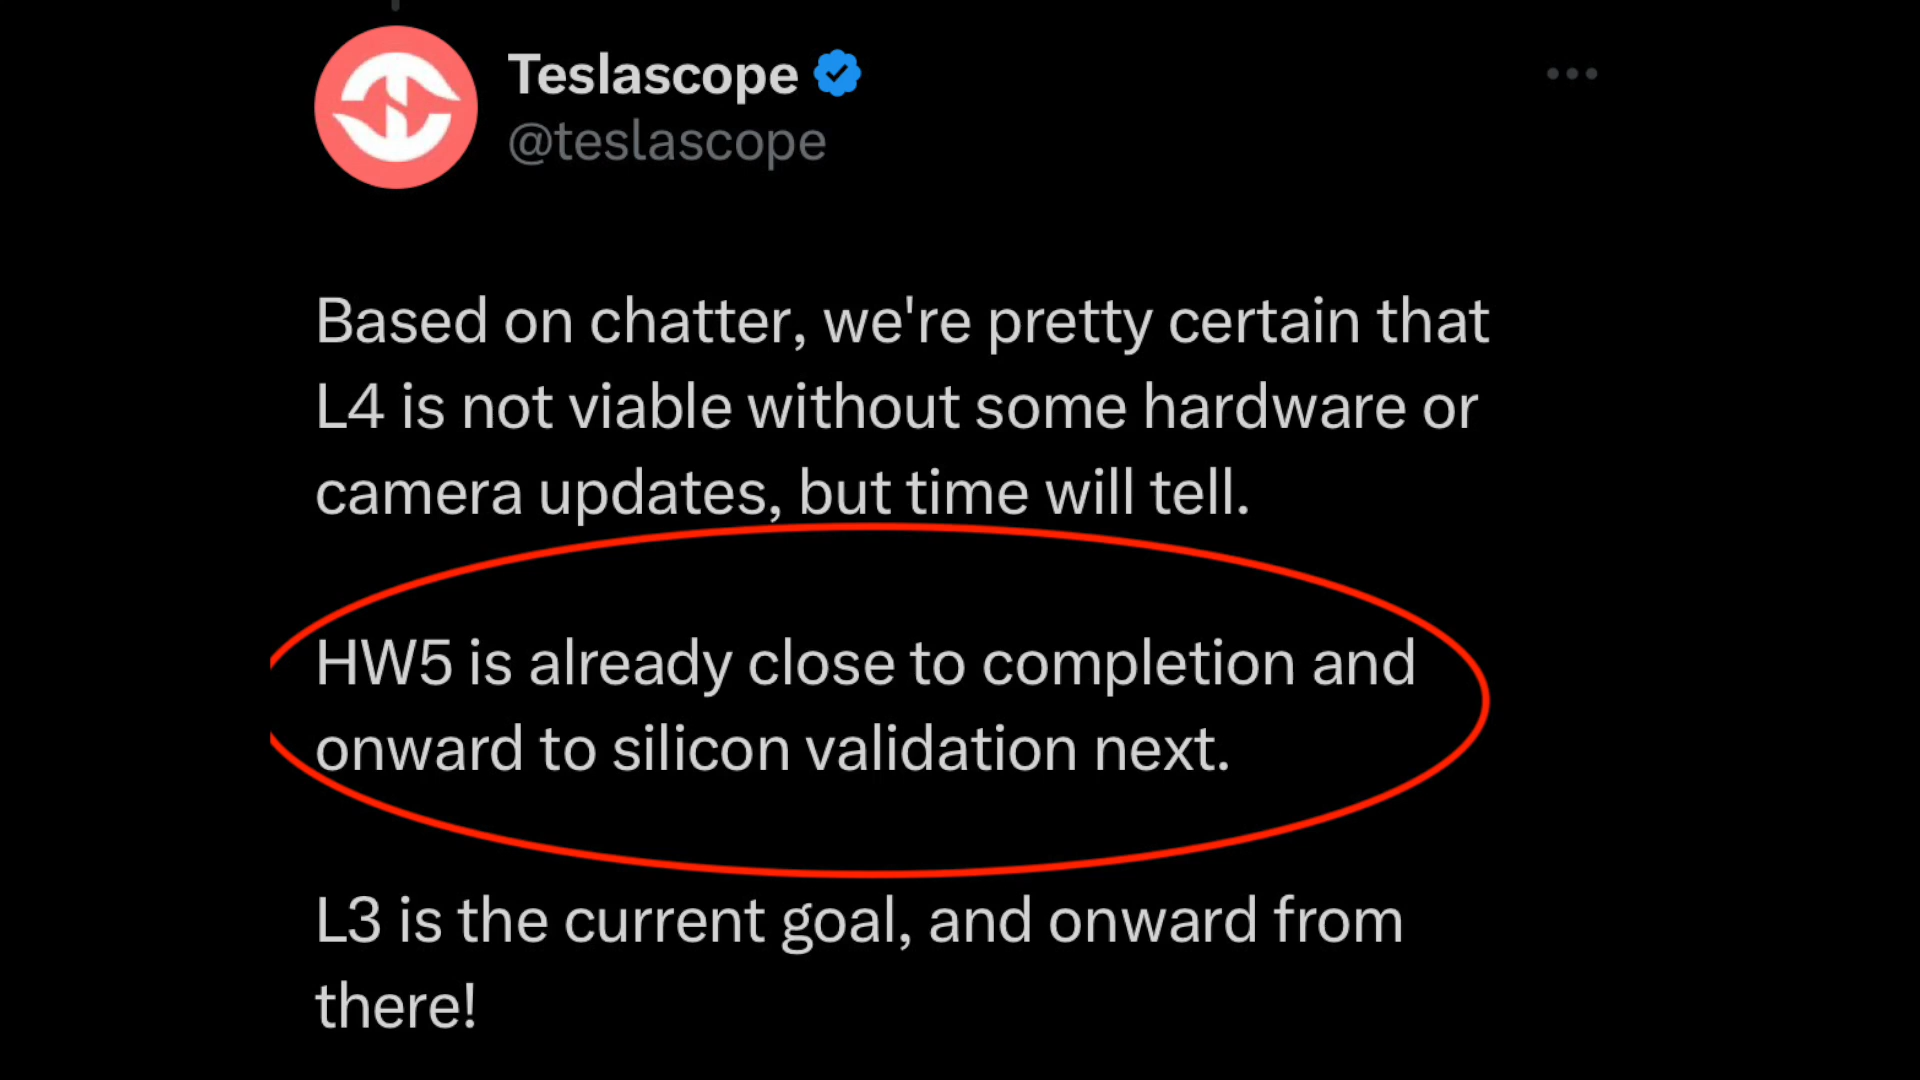 Teslascope
@teslascope
Based on chatter, we're pretty certain that
L4 is not viable without some hardware or
camera updates, but time will tell.
HW5 is already close to completion and
onward to silicon validation next.
L3 is the current goal, and onward from
there!